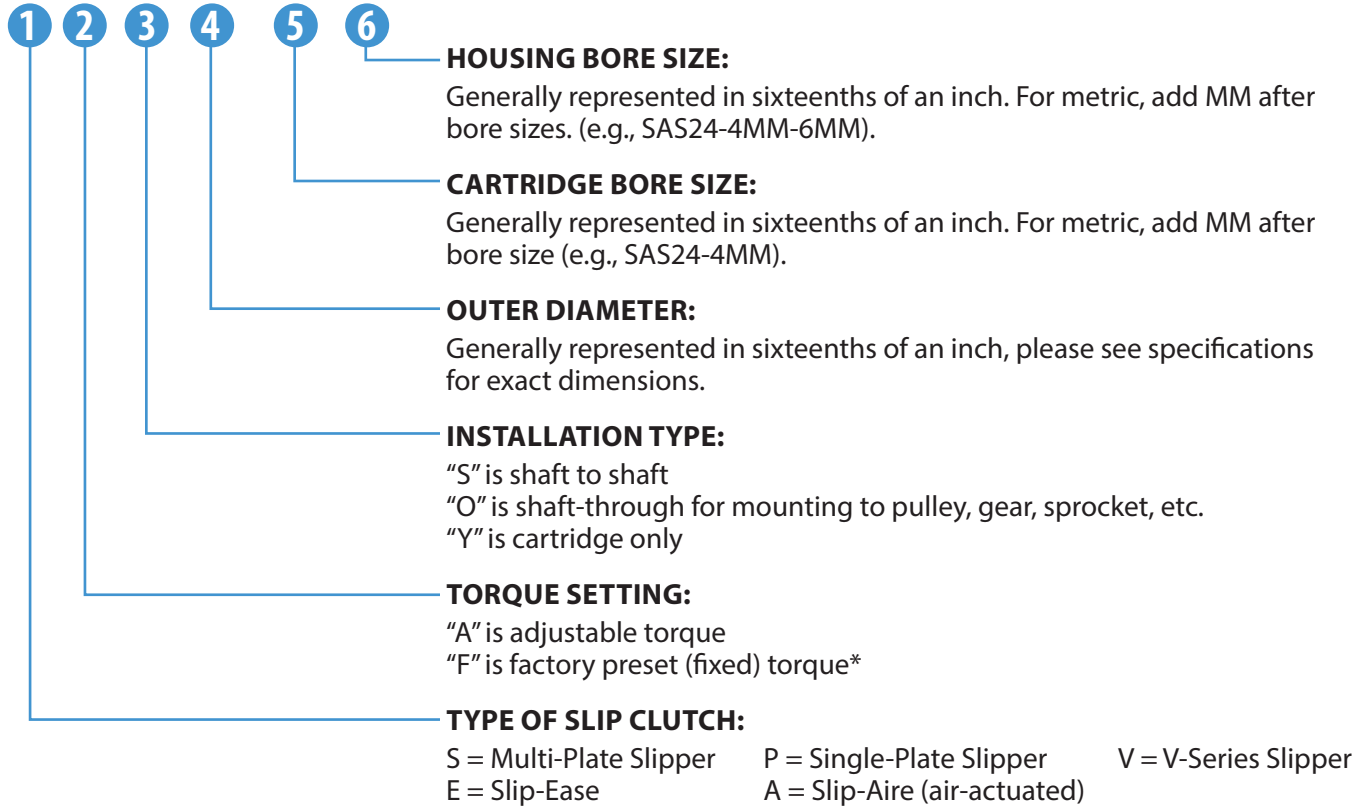 1 2 3 4 5 6
HOUSING BORE SIZE:
Generally represented in sixteenths of an inch. For metric, add MM after
bore sizes. (e.g., SAS24-4MM-6MM).
CARTRIDGE BORE SIZE:
Generally represented in sixteenths of an inch. For metric, add MM after
bore size (e.g., SAS24-4MM).
OUTER DIAMETER:
Generally represented in sixteenths of an inch, please see specifications
for exact dimensions.
INSTALLATION TYPE:
“S” is shaft to shaft
“O” is shaft-through for mounting to pulley, gear, sprocket, etc.
“Y” is cartridge only
TORQUE SETTING:
“A” is adjustable torque
“F” is factory preset (fixed) torque*
TYPE OF SLIP CLUTCH:
S = Multi-Plate Slipper P = Single-Plate Slipper V = V-Series Slipper
E = Slip-Ease A = Slip-Aire (air-actuated)